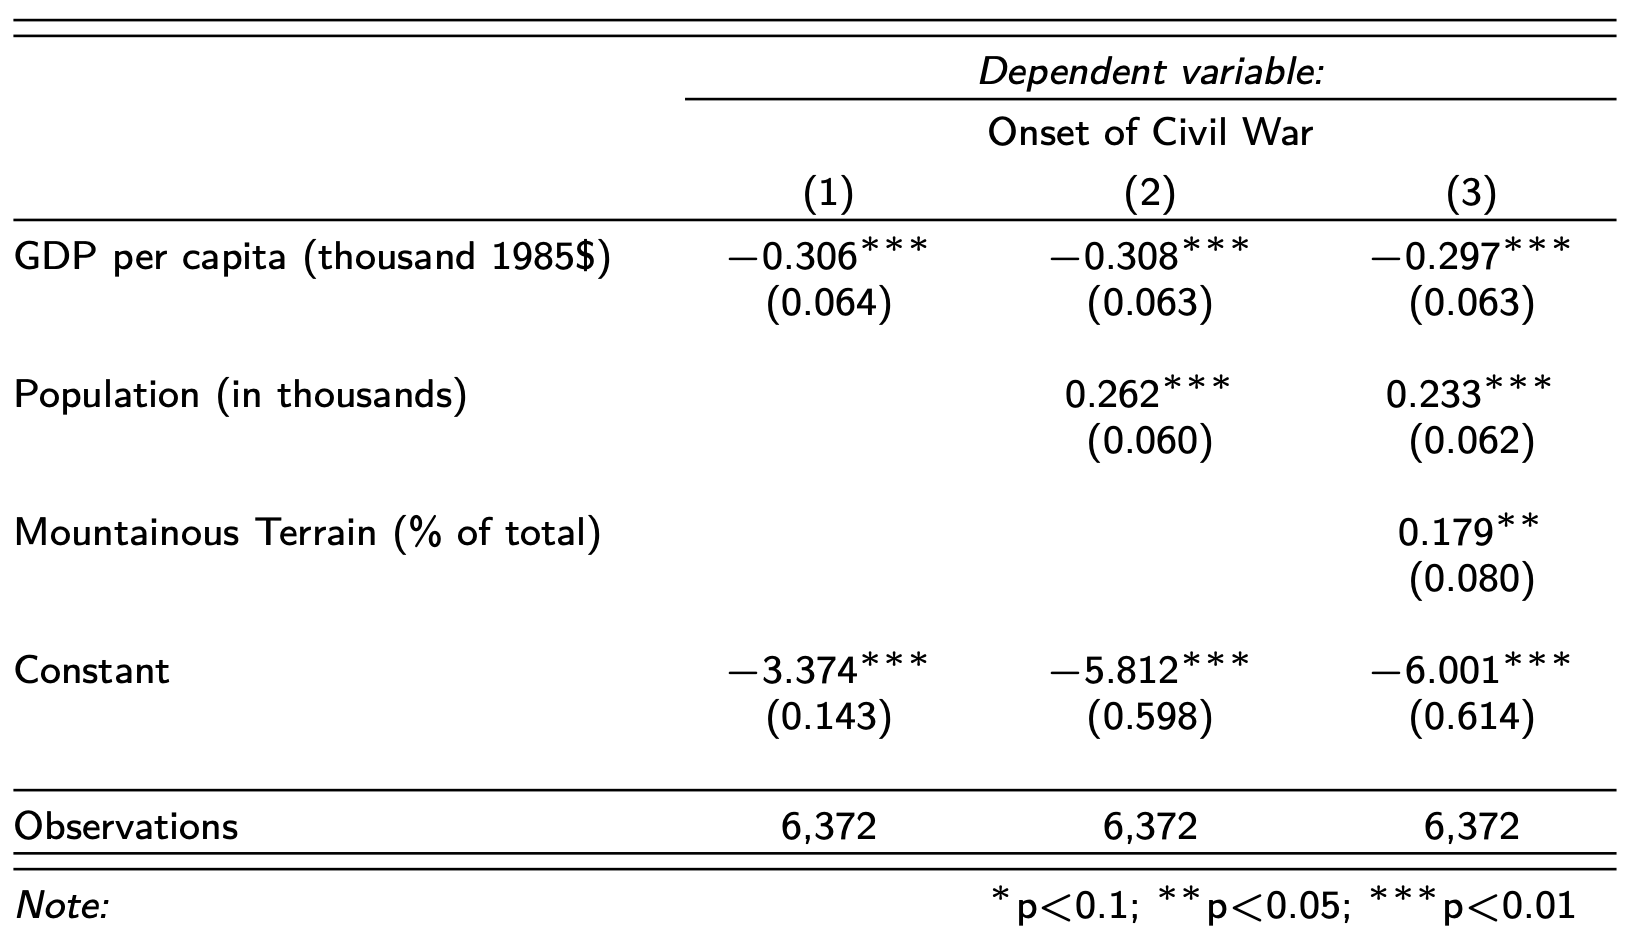 Dependent variable:
Onset of Civil War
(1) (2) (3)
GDP per capita (thousand 1985$) −0.306*** −0.308*** −0.297***
(0.064) (0.063) (0.063)
Population (in thousands) 0.262*** 0.233***
(0.060) (0.062)
Mountainous Terrain (% of total) 0.179**
(0.080)
Constant −3.374*** −5.812*** −6.001***
(0.143) (0.598) (0.614)
Observations 6,372 6,372 6,372
Note: *p<0.1; **p<0.05; ***p<0.01